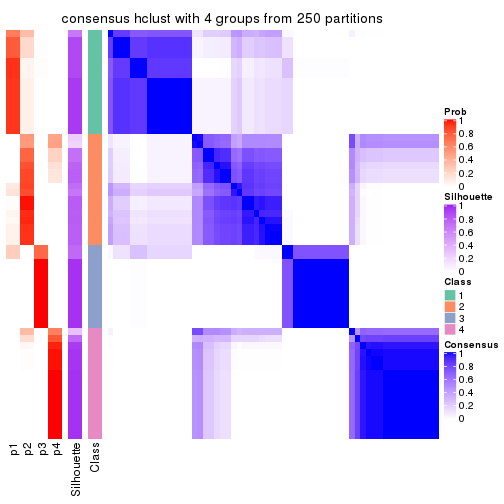 consensus hclust with 4 groups from 250 partitions
Prob
1
0.8
0.6
0.4
0.2
0
Silhouette
1
0.8
0.6
0.4
0.2
0
Class
1
2
3
4
Consensus
1
0.8
0.6
0.4
0.2
0
p1
p2
p3
p4
Silhouette
Class